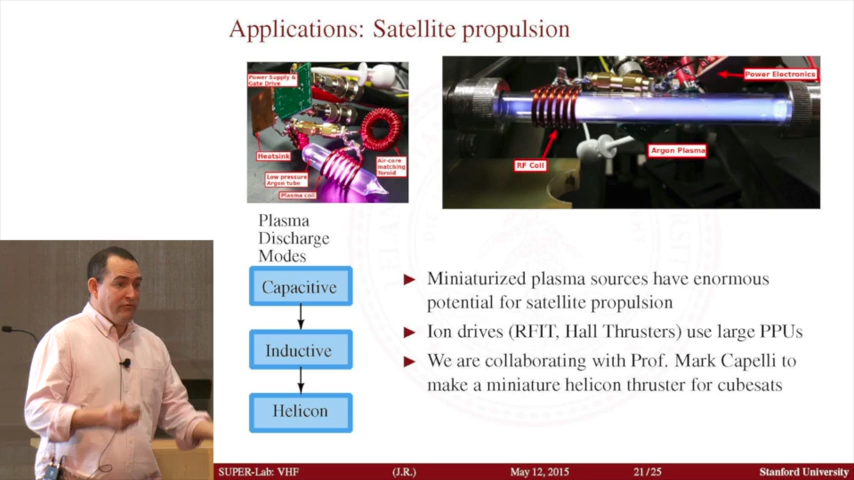 Applications: Satellite propulsion
Power Supply &
Gate Drive
Heatsink
Low pressure
Argon tube
Plasma coil
Air-core
matching
Toroid
Power Electronics
RF Coil
Argon Plasma
Plasma
Discharge
Modes
Capacitive
Inductive
Helicon
Miniaturized plasma sources have enormous
potential for satellite propulsion
Ion drives (RFIT, Hall Thrusters) use large PPUs
We are collaborating with Prof. Mark Capelli to
make a miniature helicon thruster for cubesats
SUPER-Lab: VHF (J.R.) May 12, 2015 21/25 Stanford University